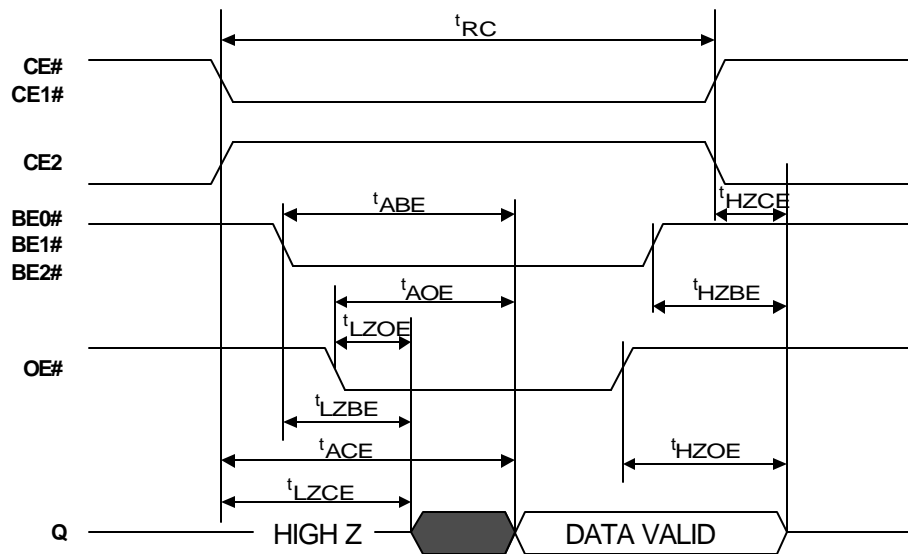 tRC
CE#
CE1#
CE2
tHZCE
tABE
BE0#
BE1#
BE2#
tAOE
tHZBE
tLZOE
OE#
tLZBE
tACE
tHZOE
tLZCE
Q
HIGH Z
DATA VALID